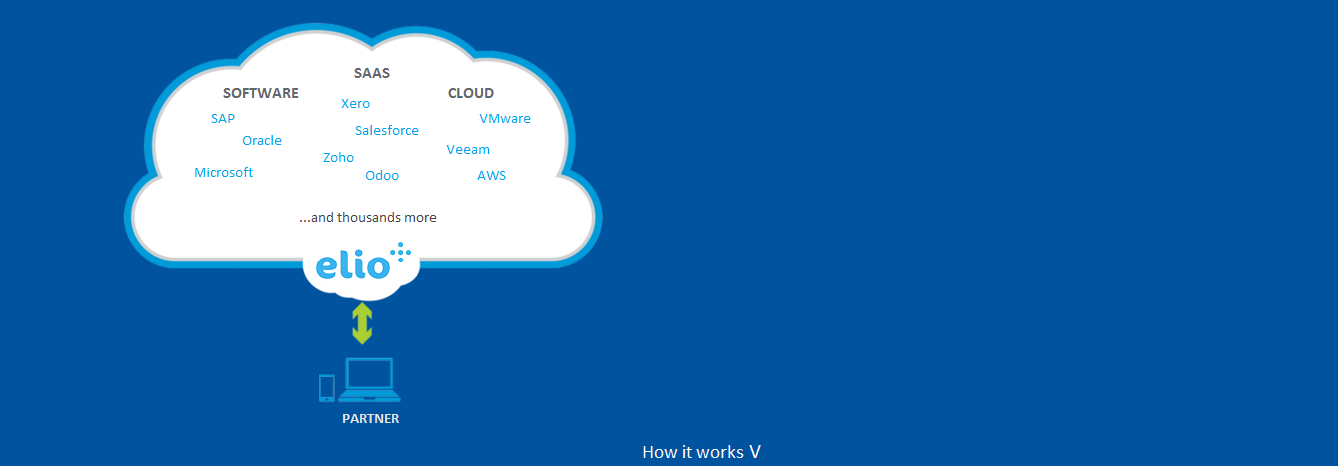 SAAS
SOFTWARE
CLOUD
Xero
SAP
VMware
Salesforce
Oracle
Veeam
Zoho
Microsoft
Odoo
AWS
...and thousands more
elio
PARTNER
How it works V